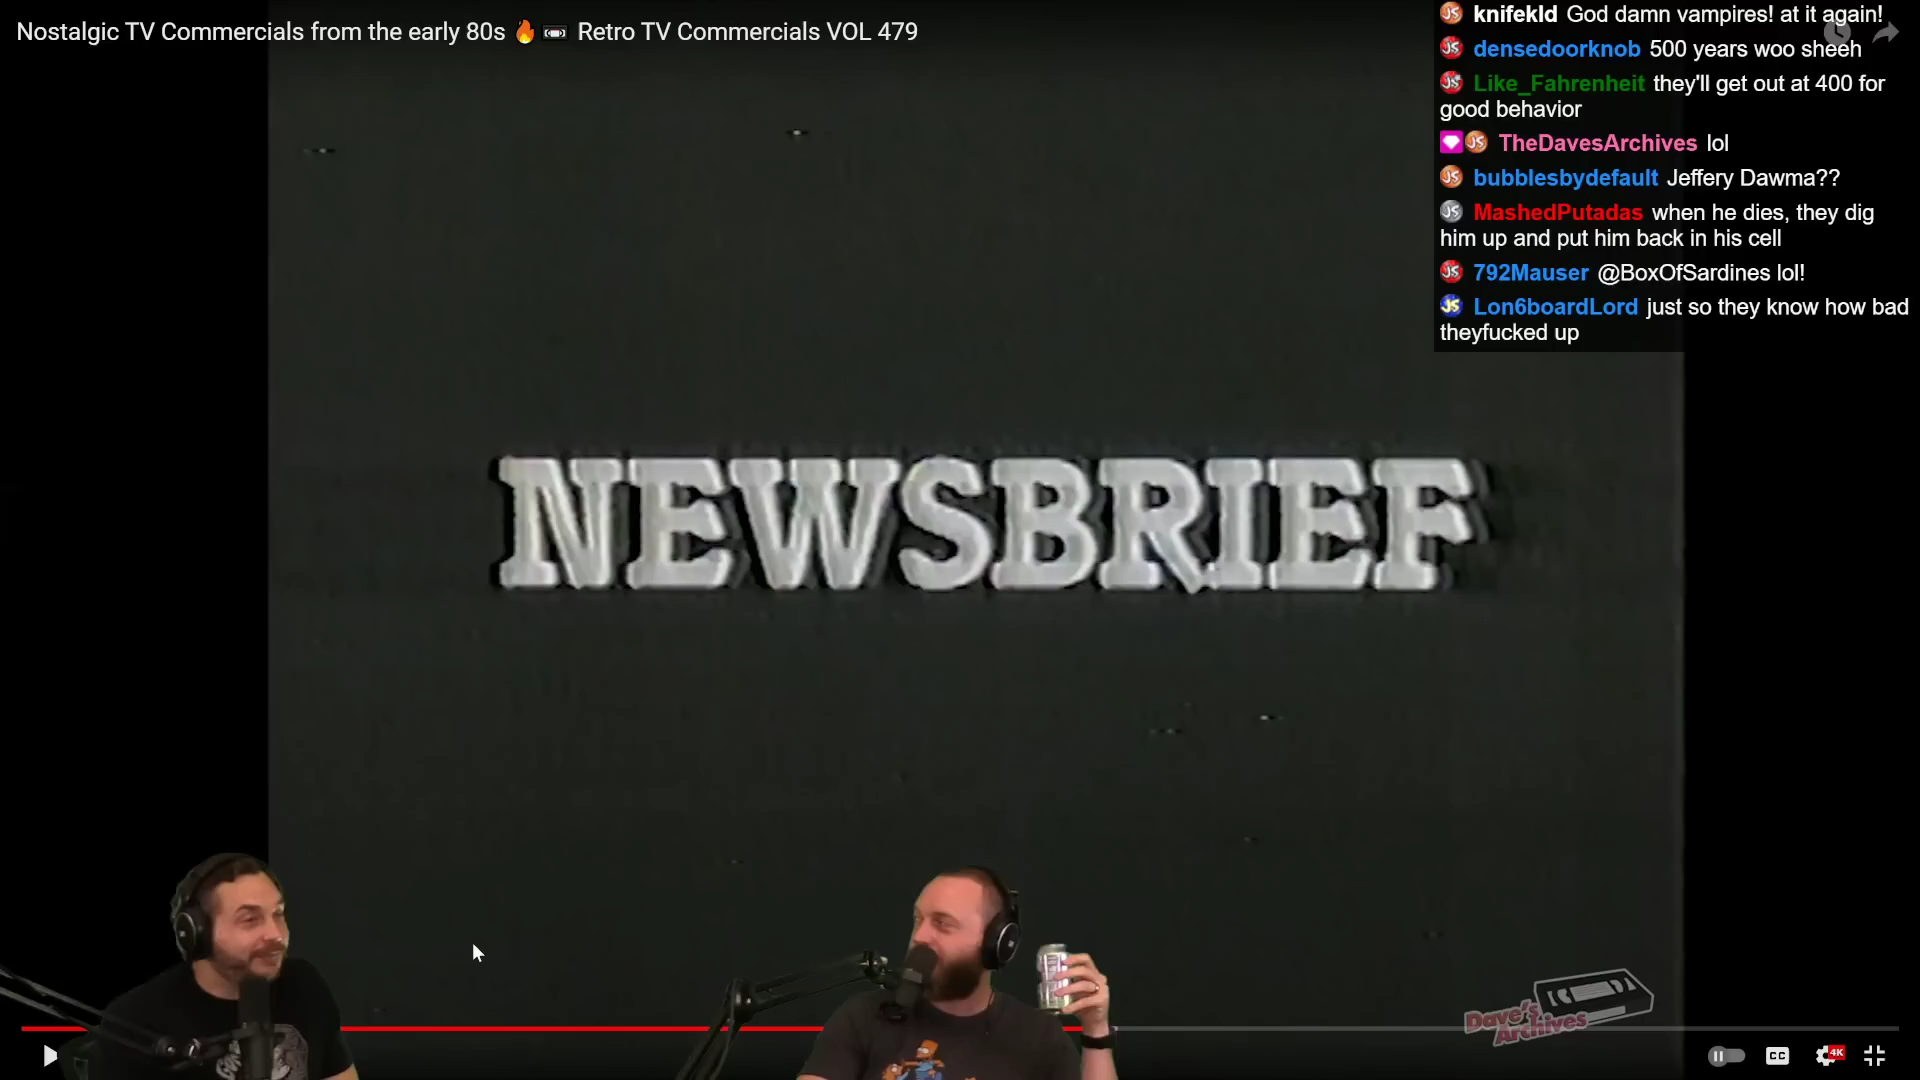 Nostalgic TV Commercials from the early 80s 🔥📼 Retro TV Commercials VOL 479
knifekld God damn vampires! at it again!
densedoorknob 500 years woo sheeh
Like_Fahrenheit they'll get out at 400 for
good behavior
TheDavesArchives lol
bubblesbydefault Jeffery Dawma??
MashedPutadas when he dies, they dig
him up and put him back in his cell
792Mauser @BoxOfSardines lol!
Lon6boardLord just so they know how bad
theyfucked up
NEWSBRIEF
Dave's
Archives
CC
4K